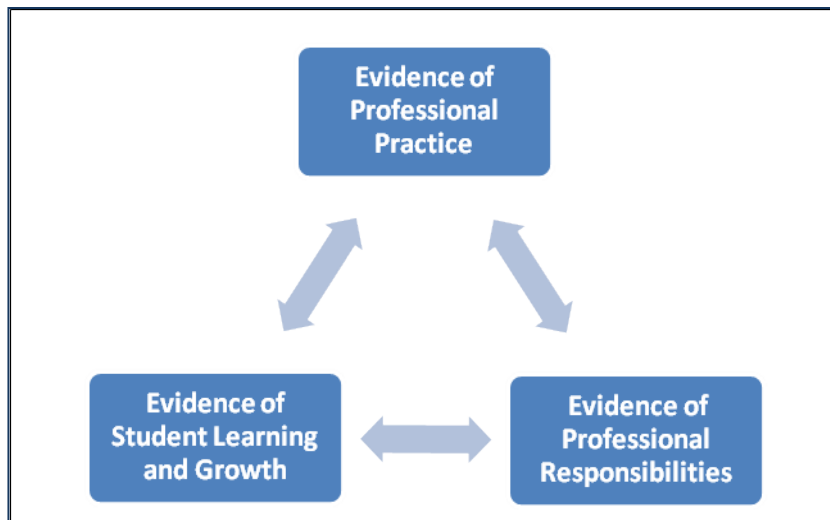 Evidence of
Professional
Practice
Evidence of
Student Learning
and Growth
Evidence of
Professional
Responsibilities